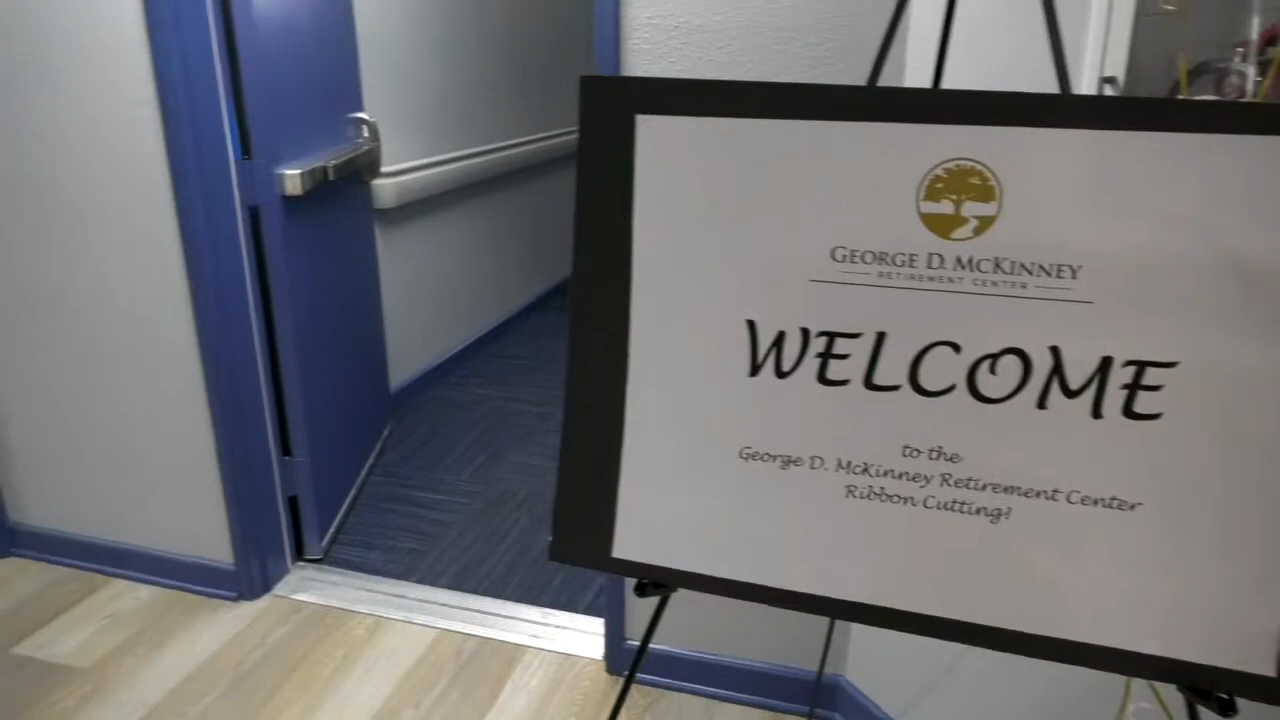 GEORGE D. MCKINNEY
RETIREMENT CENTER
WELCOME
to the
George D. McKinney Retirement Center
Ribbon Cutting!